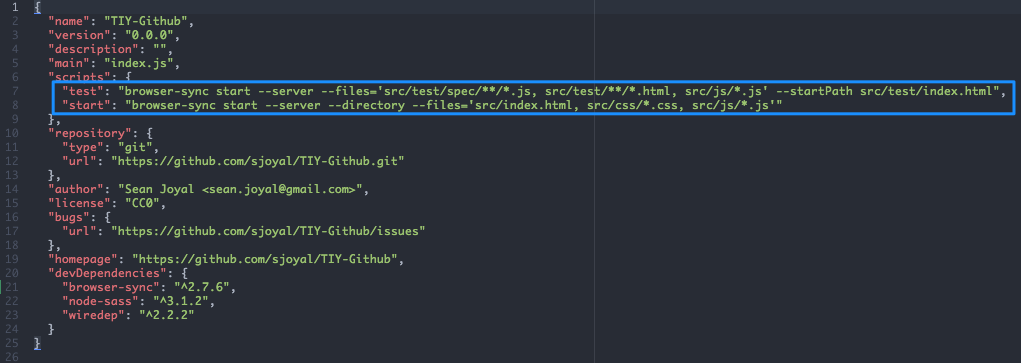 1 {
2 "name": "TIY-Github",
3 "version": "0.0.0",
4 "description": "",
5 "main": "index.js",
6 "scripts": {
7 "test": "browser-sync start --server --files='src/test/spec/**/*.js, src/test/**/*.html, src/js/*.js' --startPath src/test/index.html",
8 "start": "browser-sync start --server --directory --files='src/index.html, src/css/*.css, src/js/*.js'"
9 },
10 "repository": {
11 "type": "git",
12 "url": "https://github.com/sjoyal/TIY-Github.git"
13 },
14 "author": "Sean Joyal <sean.joyal@gmail.com>",
15 "license": "CC0",
16 "bugs": {
17 "url": "https://github.com/sjoyal/TIY-Github/issues"
18 },
19 "homepage": "https://github.com/sjoyal/TIY-Github",
20 "devDependencies": {
21 "browser-sync": "^2.7.6",
22 "node-sass": "^3.1.2",
23 "wiredep": "^2.2.2"
24 }
25 }
26